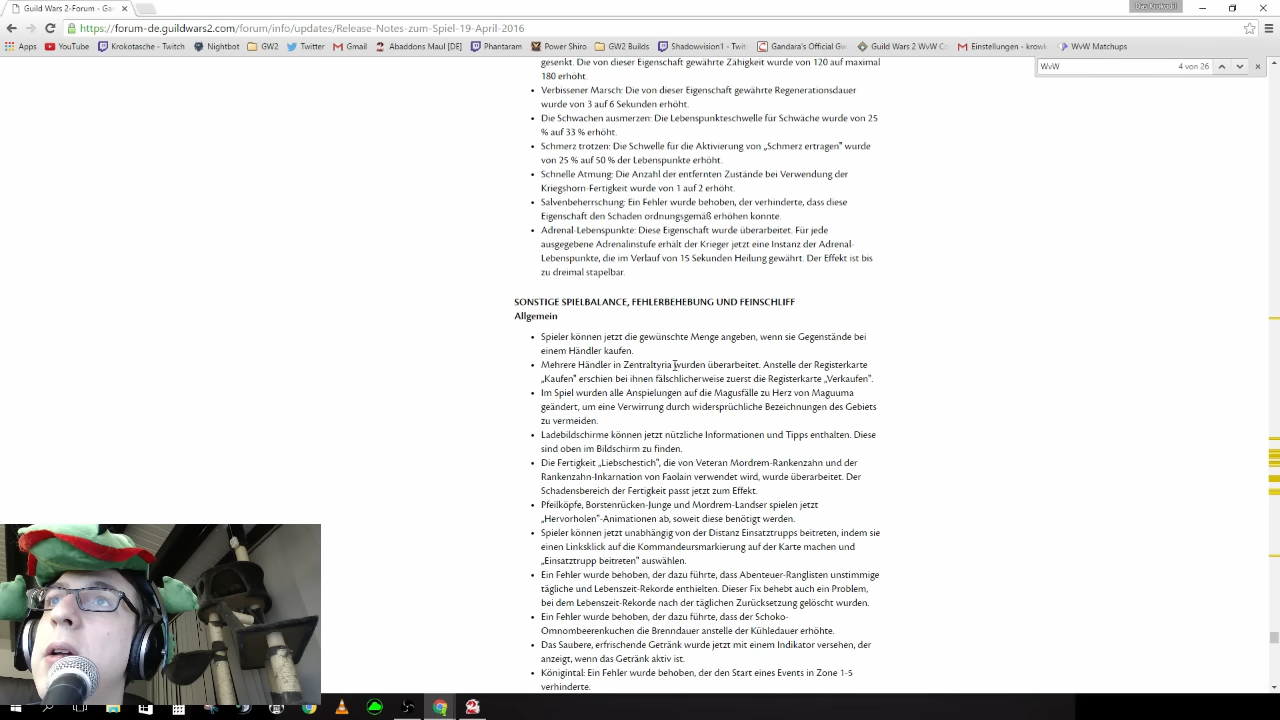 Guild Wars 2-Forum - Ga
Das Krokodil
https://forum-de.guildwars2.com/forum/info/updates/Release-Notes-zum-Spiel-19-April-2016
Apps YouTube Krokotasche - Twitch Nightbot GW2 Twitter Gmail Abaddons Maul [DE] Phantaram Power Shiro GW2 Builds Shadowvision1 - Twit Gandara's Official Gw Guild Wars 2 WvW Co Einstellungen - krowk WvW Matchups
WvW 4 von 26
gesenkt. Die von dieser Eigenschaft gewährte Zähigkeit wurde von 120 auf maximal
180 erhöht.
• Verbissener Marsch: Die von dieser Eigenschaft gewährte Regenerationsdauer
wurde von 3 auf 6 Sekunden erhöht.
• Die Schwachen ausmerzen: Die Lebenspunkteschwelle für Schwäche wurde von 25
% auf 33 % erhöht.
• Schmerz trotzen: Die Schwelle für die Aktivierung von „Schmerz ertragen" wurde
von 25 % auf 50 % der Lebenspunkte erhöht.
• Schnelle Atmung: Die Anzahl der entfernten Zustände bei Verwendung der
Kriegshorn-Fertigkeit wurde von 1 auf 2 erhöht.
• Salvenbeherrschung: Ein Fehler wurde behoben, der verhinderte, dass diese
Eigenschaft den Schaden ordnungsgemäß erhöhen konnte.
• Adrenal-Lebenspunkte: Diese Eigenschaft wurde überarbeitet. Für jede
ausgegebene Adrenalinstufe erhält der Krieger jetzt eine Instanz der Adrenal-
Lebenspunkte, die im Verlauf von 15 Sekunden Heilung gewährt. Der Effekt ist bis
zu dreimal stapelbar.
SONSTIGE SPIELBALANCE, FEHLERBEHEBUNG UND FEINSCHLIFF
Allgemein
• Spieler können jetzt die gewünschte Menge angeben, wenn sie Gegenstände bei
einem Händler kaufen.
• Mehrere Händler in Zentraltyria wurden überarbeitet. Anstelle der Registerkarte
„Kaufen" erschien bei ihnen fälschlicherweise zuerst die Registerkarte „Verkaufen".
• Im Spiel wurden alle Anspielungen auf die Magusfälle zu Herz von Maguuma
geändert, um eine Verwirrung durch widersprüchliche Bezeichnungen des Gebiets
zu vermeiden.
• Ladebildschirme können jetzt nützliche Informationen und Tipps enthalten. Diese
sind oben im Bildschirm zu finden.
• Die Fertigkeit „Liebschestich", die von Veteran Mordrem-Rankenzahn und der
Rankenzahn-Inkarnation von Faolain verwendet wird, wurde überarbeitet. Der
Schadensbereich der Fertigkeit passt jetzt zum Effekt.
• Pfeilköpfe, Borstenrücken-Junge und Mordrem-Landser spielen jetzt
„Hervorholen"-Animationen ab, soweit diese benötigt werden.
• Spieler können jetzt unabhängig von der Distanz Einsatztrupps beitreten, indem sie
einen Linksklick auf die Kommandeursmarkierung auf der Karte machen und
„Einsatztrupp beitreten" auswählen.
• Ein Fehler wurde behoben, der dazu führte, dass Abenteuer-Ranglisten unstimmige
tägliche und Lebenszeit-Rekorde enthielten. Dieser Fix behebt auch ein Problem,
bei dem Lebenszeit-Rekorde nach der täglichen Zurücksetzung gelöscht wurden.
• Ein Fehler wurde behoben, der dazu führte, dass der Schoko-
Omnombeerenkuchen die Brenndauer anstelle der Kühledauer erhöhte.
• Das Saubere, erfrischende Getränk wurde jetzt mit einem Indikator versehen, der
anzeigt, wenn das Getränk aktiv ist.
• Königintal: Ein Fehler wurde behoben, der den Start eines Events in Zone 1-5
verhinderte.